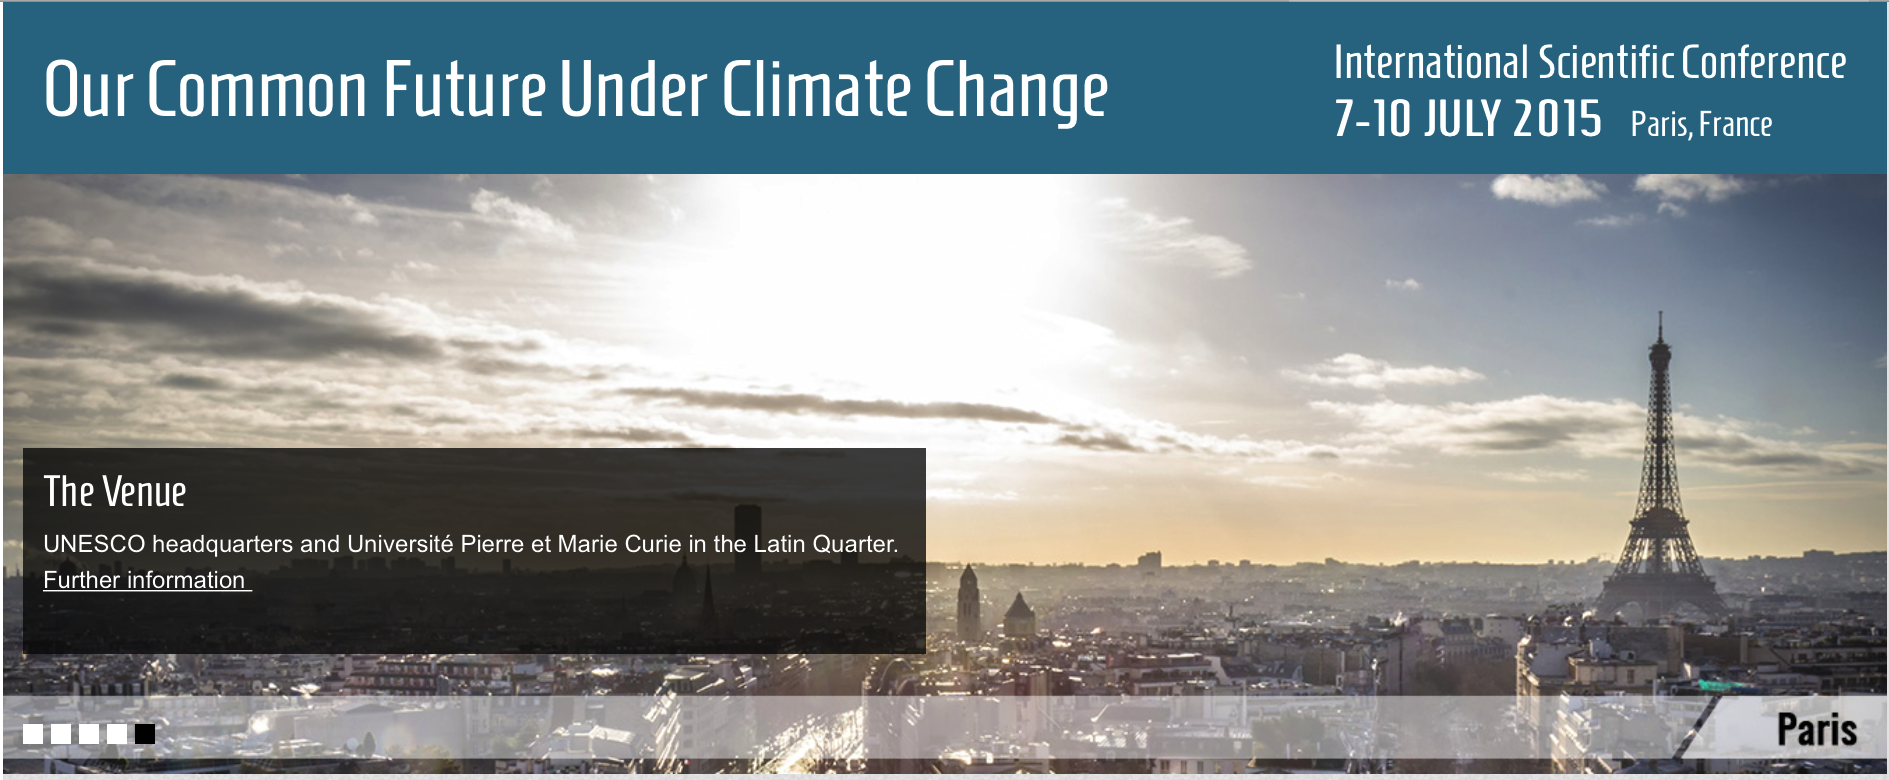 Our Common Future Under Climate Change
International Scientific Conference
7-10 JULY 2015 Paris, France
The Venue
UNESCO headquarters and Université Pierre et Marie Curie in the Latin Quarter.
Further information
Paris